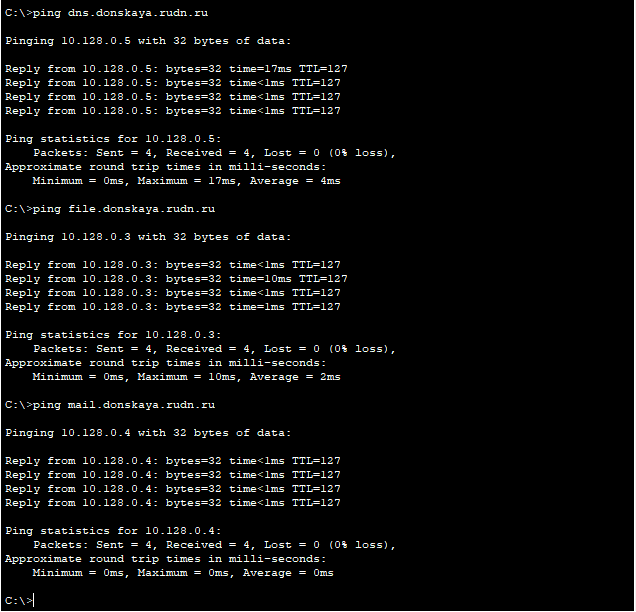 C:\>ping dns.donskaya.rudn.ru
Pinging 10.128.0.5 with 32 bytes of data:
Reply from 10.128.0.5: bytes=32 time=17ms TTL=127
Reply from 10.128.0.5: bytes=32 time<1ms TTL=127
Reply from 10.128.0.5: bytes=32 time<1ms TTL=127
Reply from 10.128.0.5: bytes=32 time<1ms TTL=127
Ping statistics for 10.128.0.5:
    Packets: Sent = 4, Received = 4, Lost = 0 (0% loss),
Approximate round trip times in milli-seconds:
    Minimum = 0ms, Maximum = 17ms, Average = 4ms
C:\>ping file.donskaya.rudn.ru
Pinging 10.128.0.3 with 32 bytes of data:
Reply from 10.128.0.3: bytes=32 time<1ms TTL=127
Reply from 10.128.0.3: bytes=32 time=10ms TTL=127
Reply from 10.128.0.3: bytes=32 time<1ms TTL=127
Reply from 10.128.0.3: bytes=32 time=1ms TTL=127
Ping statistics for 10.128.0.3:
    Packets: Sent = 4, Received = 4, Lost = 0 (0% loss),
Approximate round trip times in milli-seconds:
    Minimum = 0ms, Maximum = 10ms, Average = 2ms
C:\>ping mail.donskaya.rudn.ru
Pinging 10.128.0.4 with 32 bytes of data:
Reply from 10.128.0.4: bytes=32 time<1ms TTL=127
Reply from 10.128.0.4: bytes=32 time<1ms TTL=127
Reply from 10.128.0.4: bytes=32 time<1ms TTL=127
Reply from 10.128.0.4: bytes=32 time<1ms TTL=127
Ping statistics for 10.128.0.4:
    Packets: Sent = 4, Received = 4, Lost = 0 (0% loss),
Approximate round trip times in milli-seconds:
    Minimum = 0ms, Maximum = 0ms, Average = 0ms
C:\>